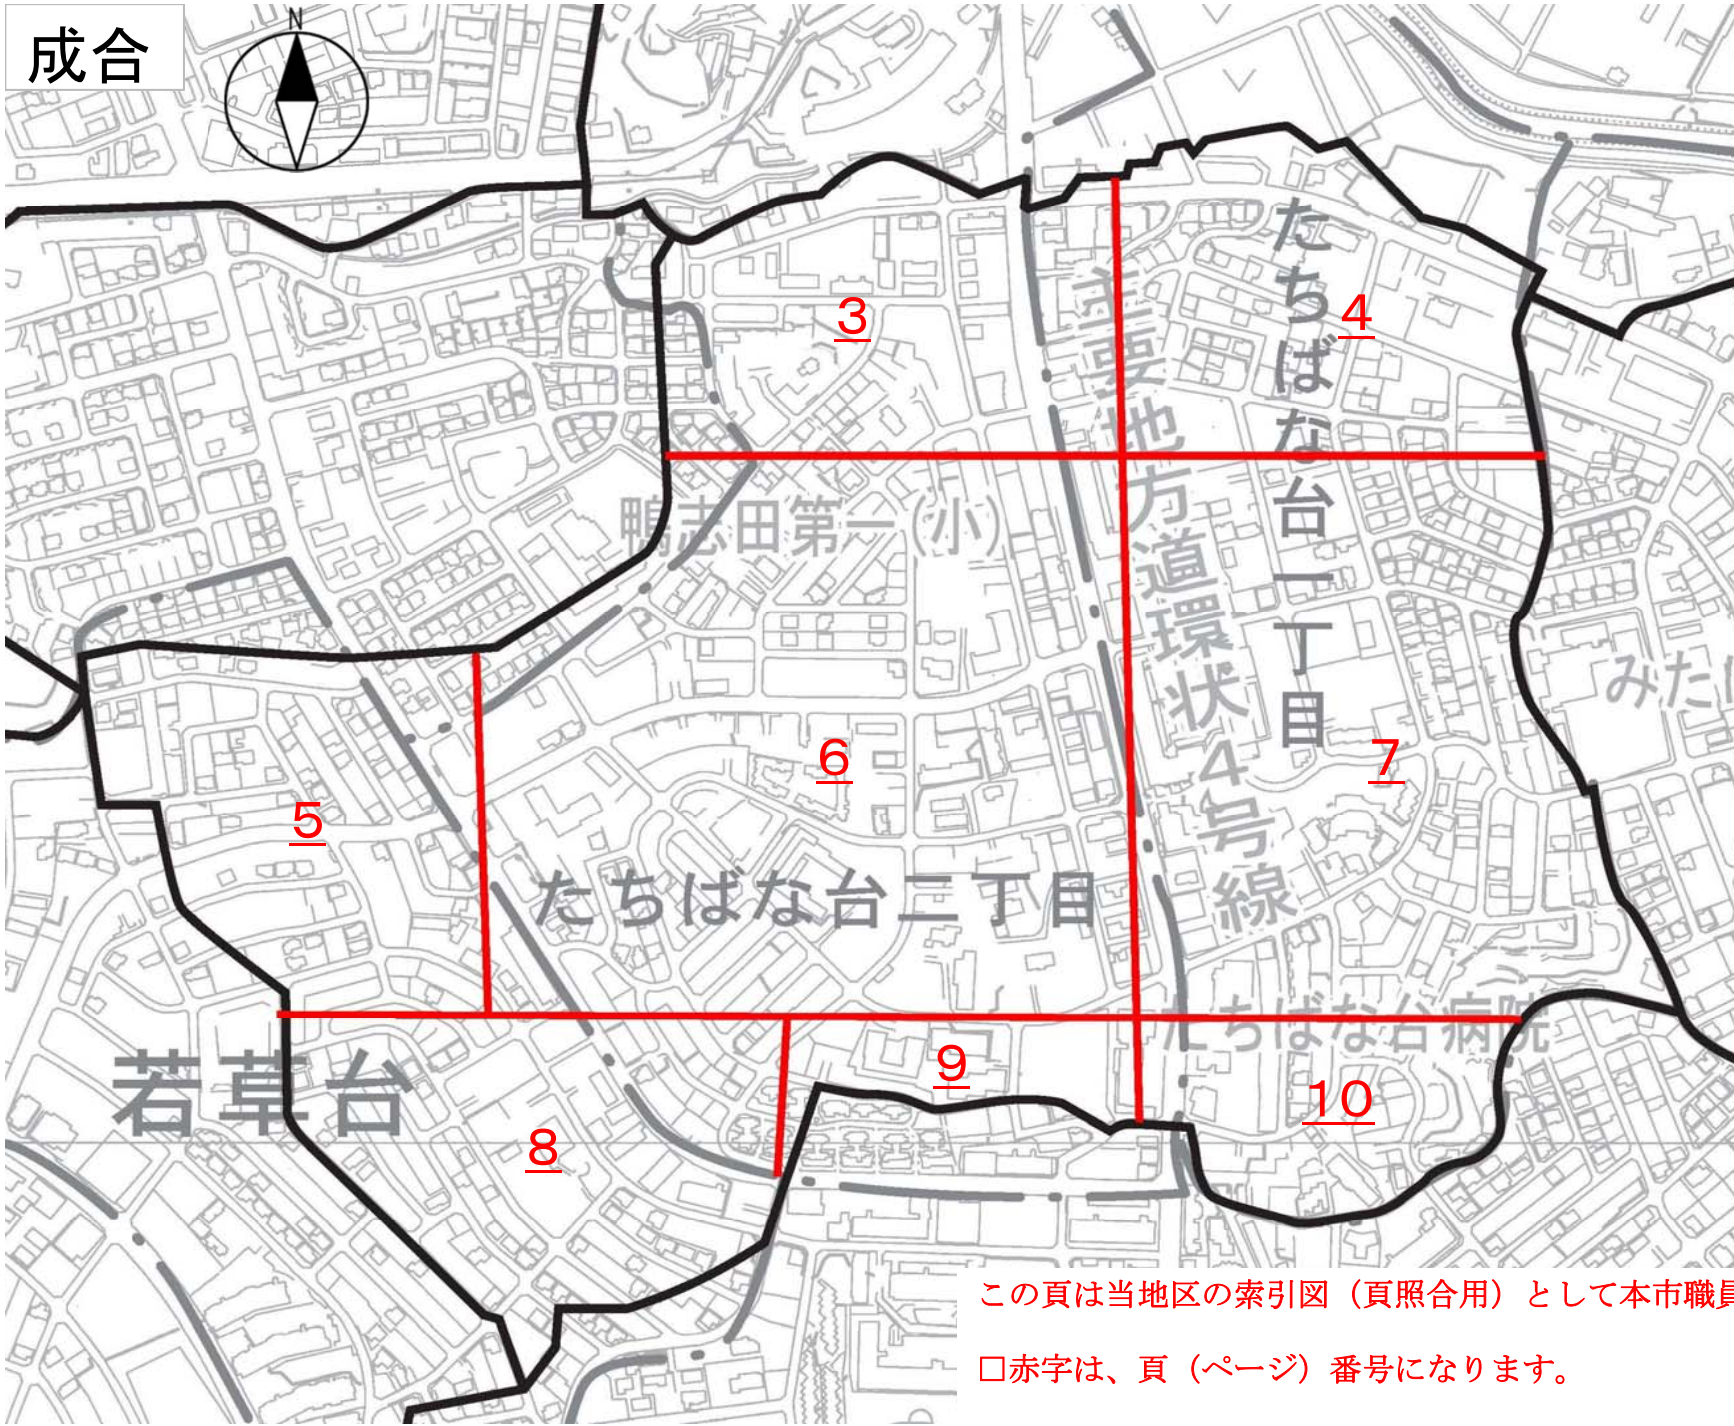 成合
N
3
4
主要地方道環状4号線
たちばな台一丁目
鴨志田第一(小)
みた
6
7
5
たちばな台二丁目
たちばな台病院
若草台
9
10
8
この頁は当地区の索引図（頁照合用）として本市職員
□赤字は、頁（ページ）番号になります。